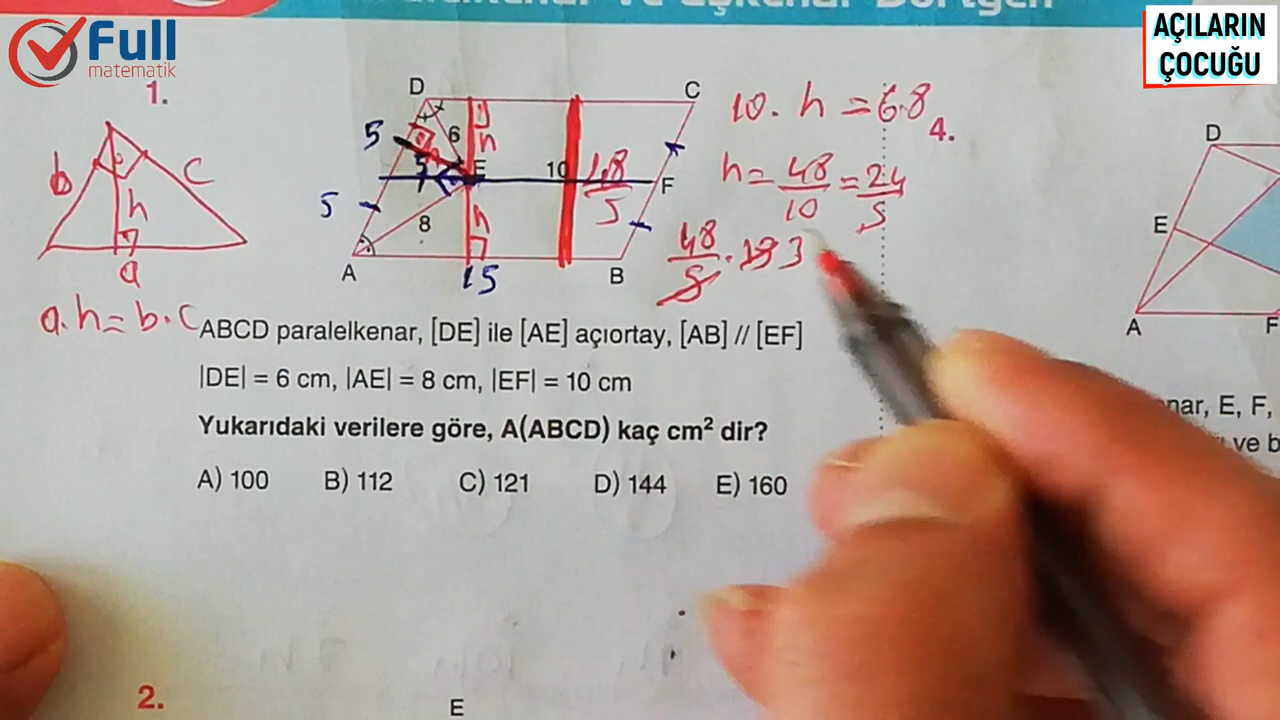 Full
matematik
AÇILARIN
ÇOCUĞU
1.
D
C
10 . h = 6.8
4.
5
6
h
b
c
h
a
E
10
F
h = 48/10 = 24/5
5
8
h
A
B
15
a.h = b.c
ABCD paralelkenar, [DE] ile [AE] açıortay, [AB] // [EF]
|DE| = 6 cm, |AE| = 8 cm, |EF| = 10 cm
Yukarıdaki verilere göre, A(ABCD) kaç cm² dir?
A) 100 B) 112 C) 121 D) 144 E) 160
D
E
A
F
nar, E, F,
ve b
2.
E